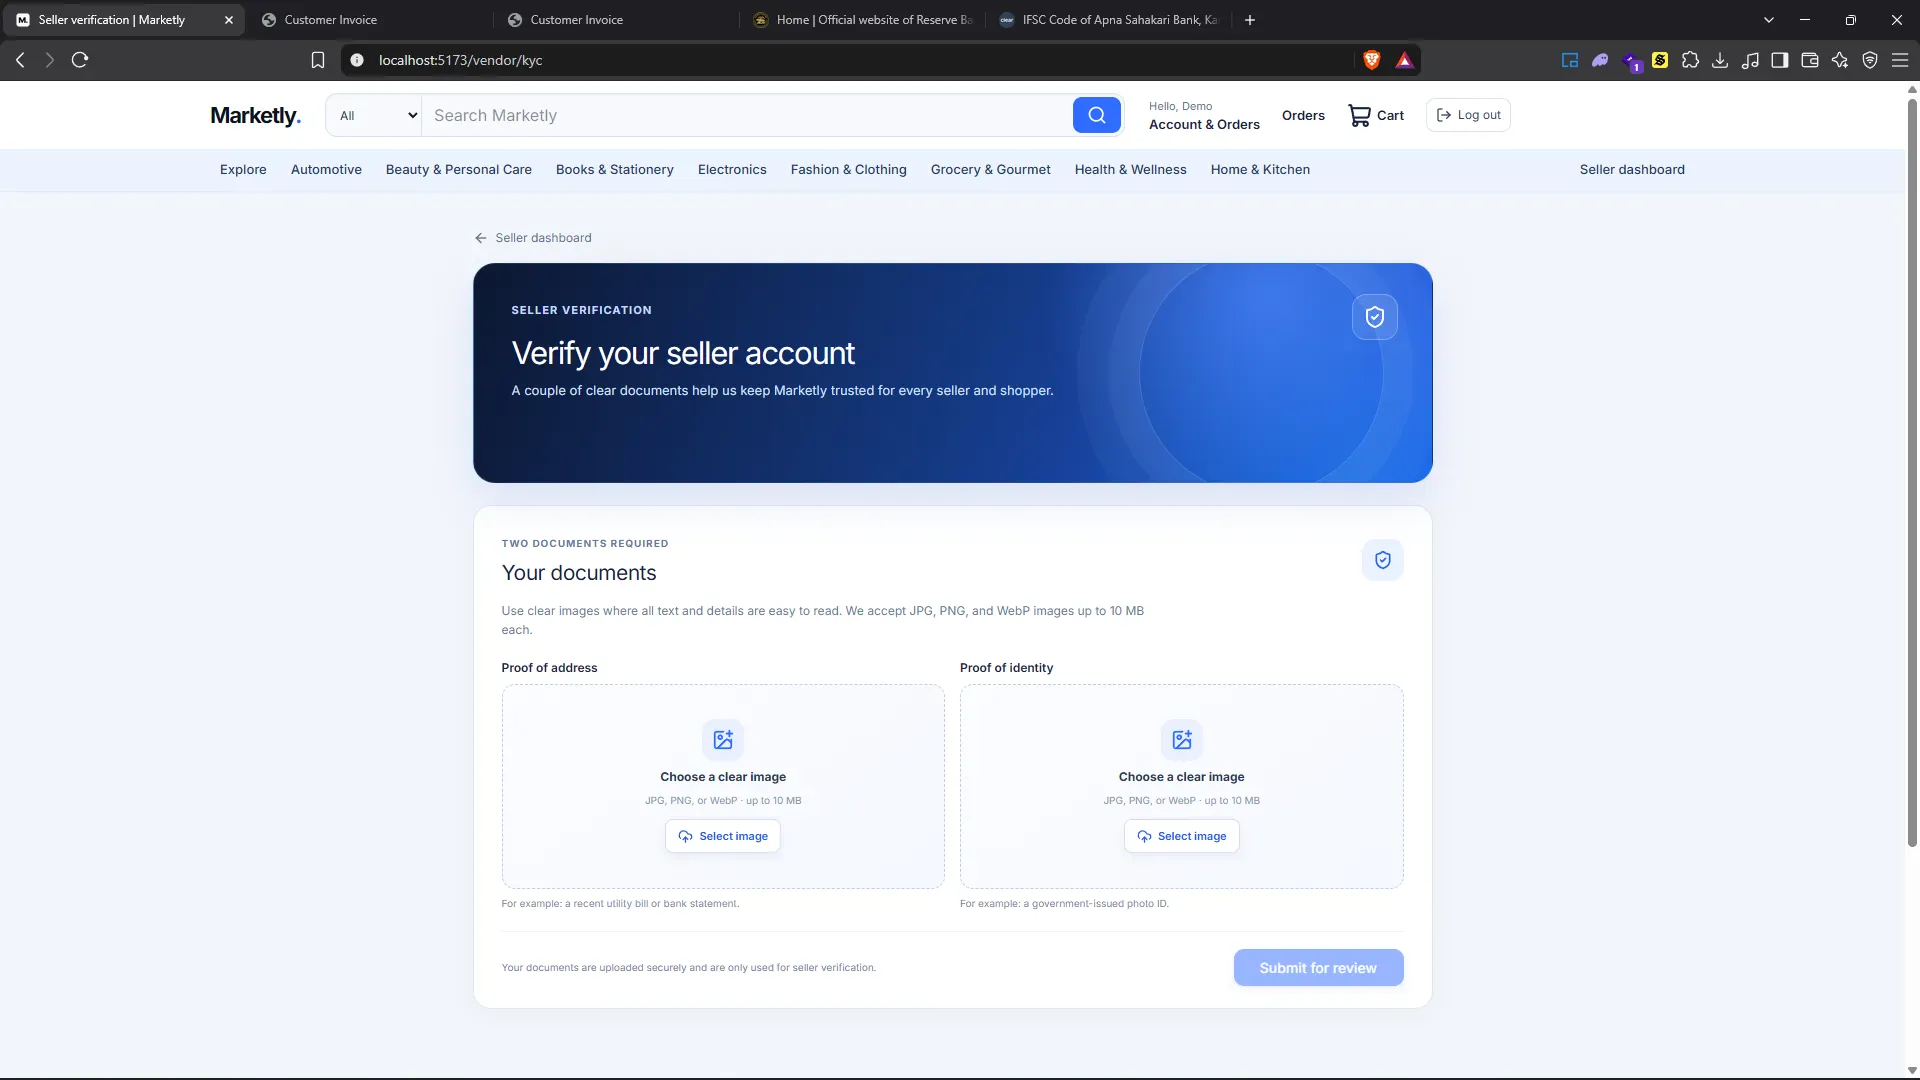 Seller verification | Marketly
Customer Invoice
Customer Invoice
Home | Official website of Reserve Ba
IFSC Code of Apna Sahakari Bank, Ka
localhost:5173/vendor/kyc
1
Marketly.
All
Search Marketly
Hello, Demo
Account & Orders
Orders
Cart
Log out
Explore
Automotive
Beauty & Personal Care
Books & Stationery
Electronics
Fashion & Clothing
Grocery & Gourmet
Health & Wellness
Home & Kitchen
Seller dashboard
Seller dashboard
SELLER VERIFICATION
Verify your seller account
A couple of clear documents help us keep Marketly trusted for every seller and shopper.
TWO DOCUMENTS REQUIRED
Your documents
Use clear images where all text and details are easy to read. We accept JPG, PNG, and WebP images up to 10 MB
each.
Proof of address
Choose a clear image
JPG, PNG, or WebP · up to 10 MB
Select image
For example: a recent utility bill or bank statement.
Proof of identity
Choose a clear image
JPG, PNG, or WebP · up to 10 MB
Select image
For example: a government-issued photo ID.
Your documents are uploaded securely and are only used for seller verification.
Submit for review